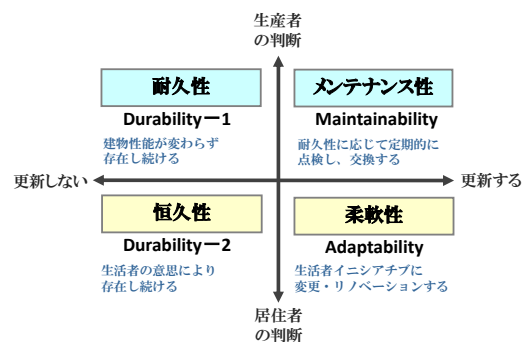 生産者
の判断
耐久性
Durabilityー1
建物性能が変わらず
存在し続ける
メンテナンス性
Maintainability
耐久性に応じて定期的に
点検し、交換する
更新しない
更新する
恒久性
Durabilityー2
生活者の意思により
存在し続ける
柔軟性
Adaptability
生活者イニシアチブに
変更・リノベーションする
居住者
の判断